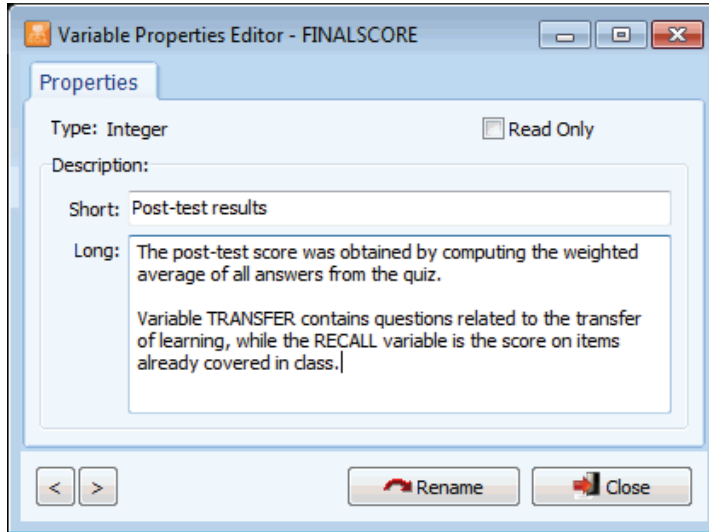 Variable Properties Editor - FINALSCORE
Properties
Type: Integer
Read Only
Description:
Short: Post-test results
Long: The post-test score was obtained by computing the weighted
average of all answers from the quiz.
Variable TRANSFER contains questions related to the transfer
of learning, while the RECALL variable is the score on items
already covered in class.
< > Rename Close